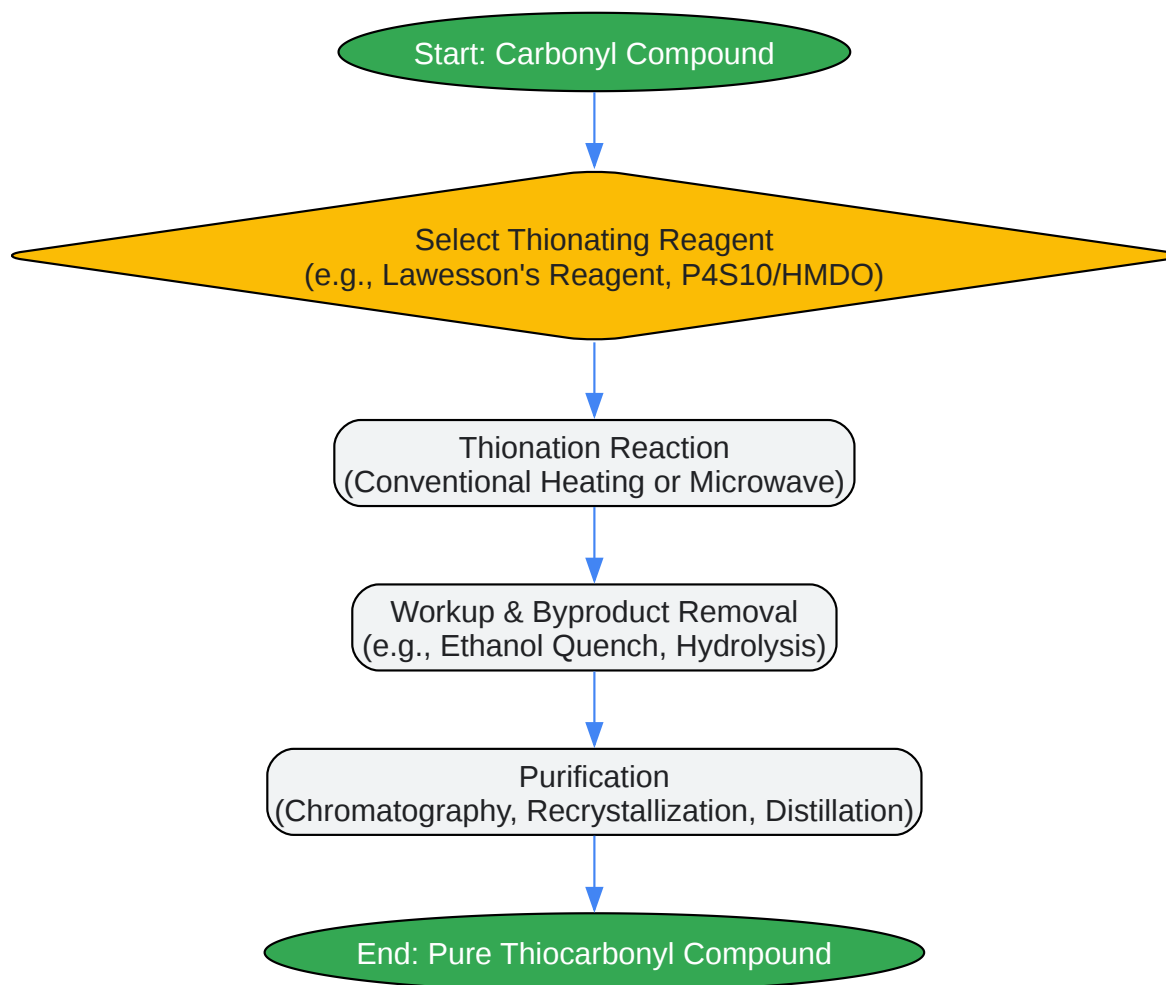 Start: Carbonyl Compound
Select Thionating Reagent
(e.g., Lawesson's Reagent, P4S10/HMDO)
Thionation Reaction
(Conventional Heating or Microwave)
Workup & Byproduct Removal
(e.g., Ethanol Quench, Hydrolysis)
Purification
(Chromatography, Recrystallization, Distillation)
End: Pure Thiocarbonyl Compound